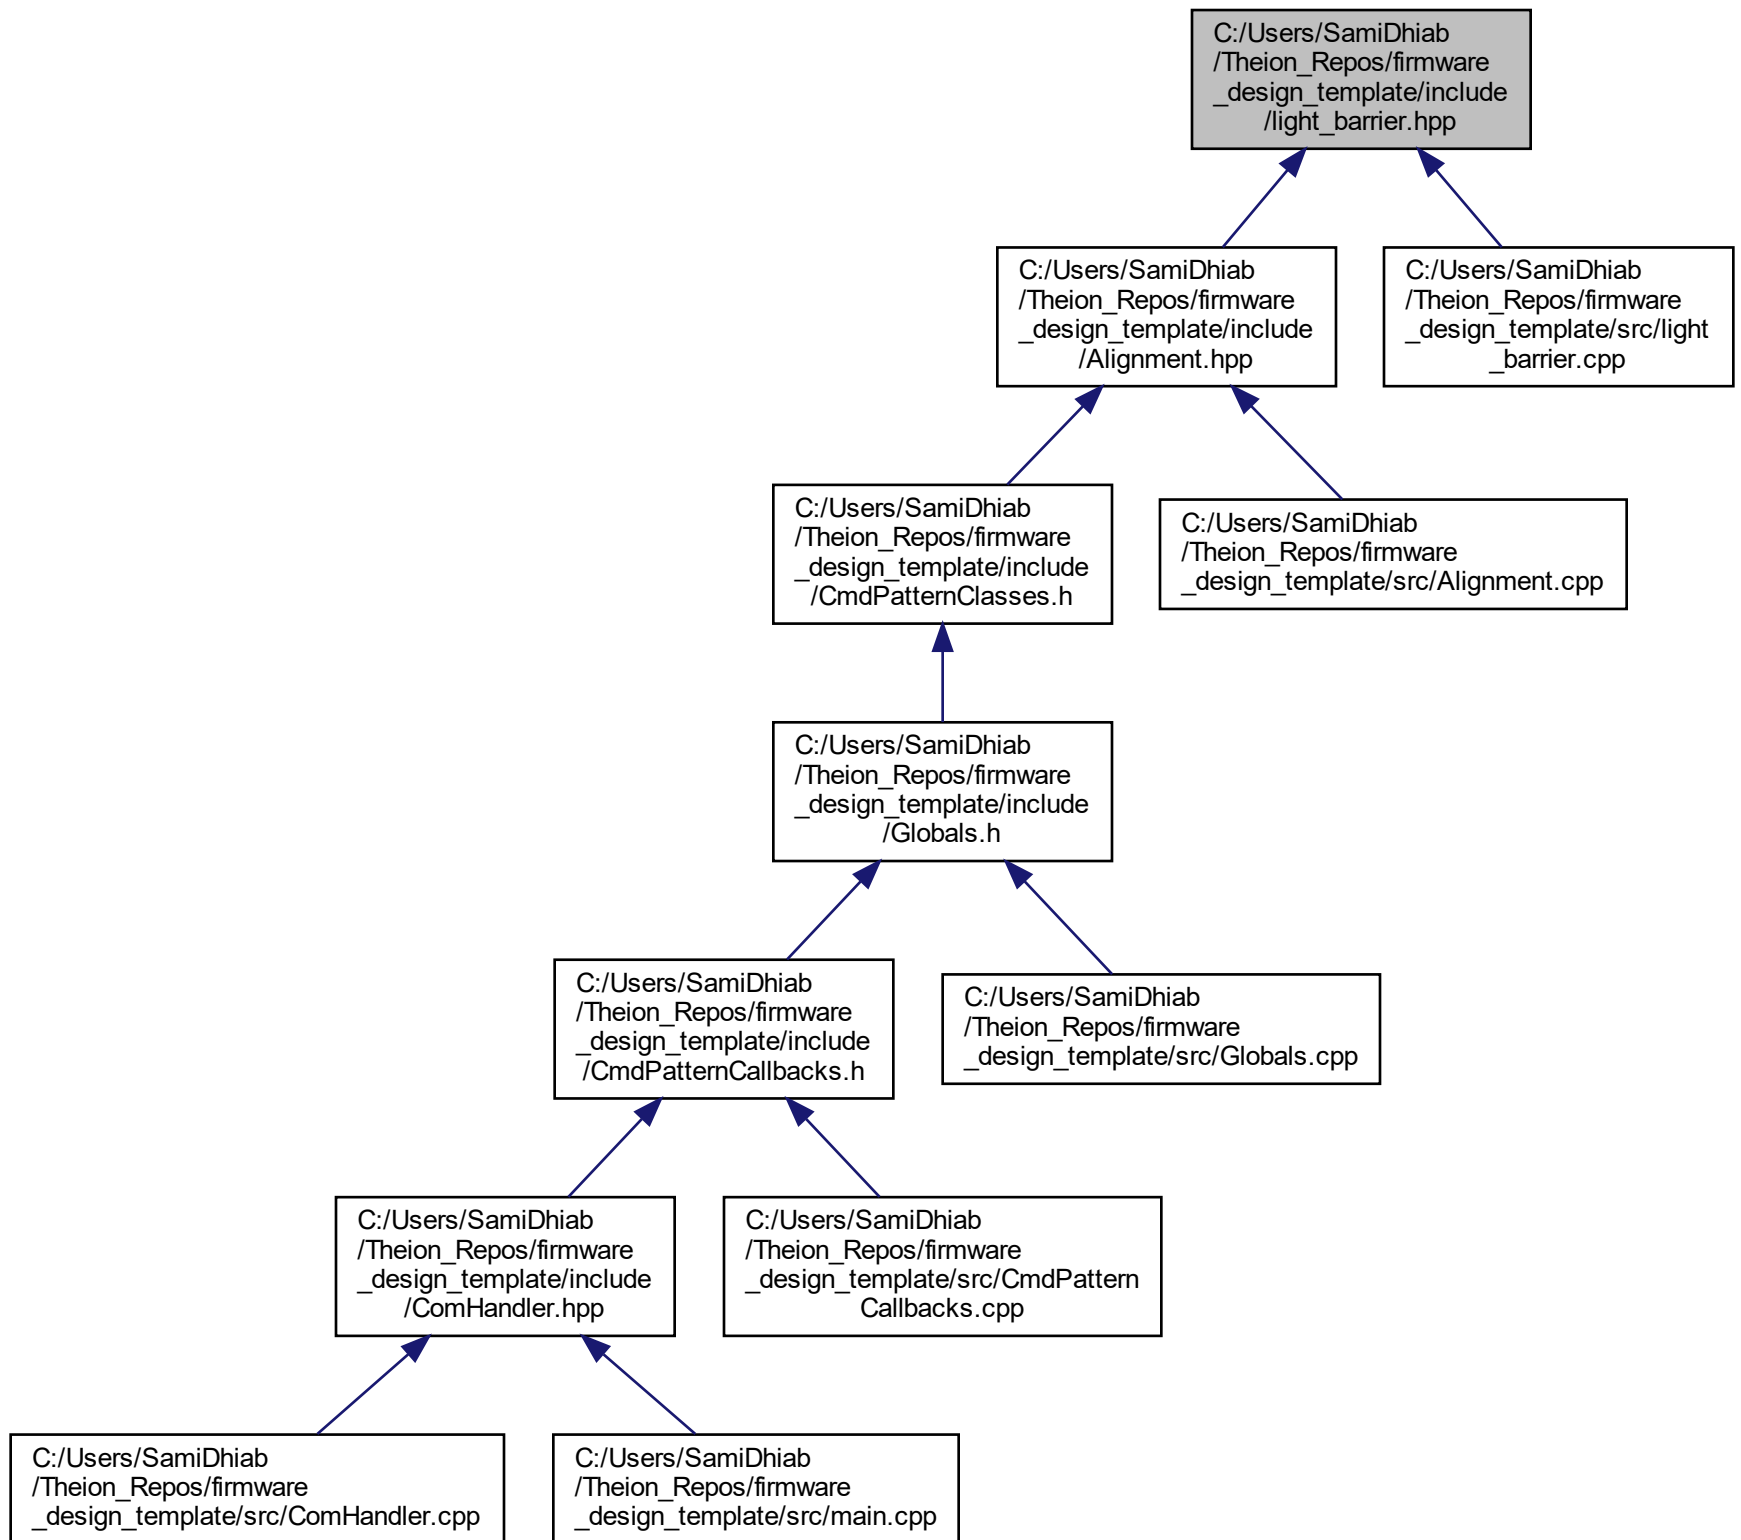 C:/Users/SamiDhiab
/Theion_Repos/firmware
_design_template/include
/light_barrier.hpp
C:/Users/SamiDhiab
/Theion_Repos/firmware
_design_template/include
/Alignment.hpp
C:/Users/SamiDhiab
/Theion_Repos/firmware
_design_template/src/light
_barrier.cpp
C:/Users/SamiDhiab
/Theion_Repos/firmware
_design_template/include
/CmdPatternClasses.h
C:/Users/SamiDhiab
/Theion_Repos/firmware
_design_template/src/Alignment.cpp
C:/Users/SamiDhiab
/Theion_Repos/firmware
_design_template/include
/Globals.h
C:/Users/SamiDhiab
/Theion_Repos/firmware
_design_template/include
/CmdPatternCallbacks.h
C:/Users/SamiDhiab
/Theion_Repos/firmware
_design_template/src/Globals.cpp
C:/Users/SamiDhiab
/Theion_Repos/firmware
_design_template/include
/ComHandler.hpp
C:/Users/SamiDhiab
/Theion_Repos/firmware
_design_template/src/CmdPattern
Callbacks.cpp
C:/Users/SamiDhiab
/Theion_Repos/firmware
_design_template/src/ComHandler.cpp
C:/Users/SamiDhiab
/Theion_Repos/firmware
_design_template/src/main.cpp